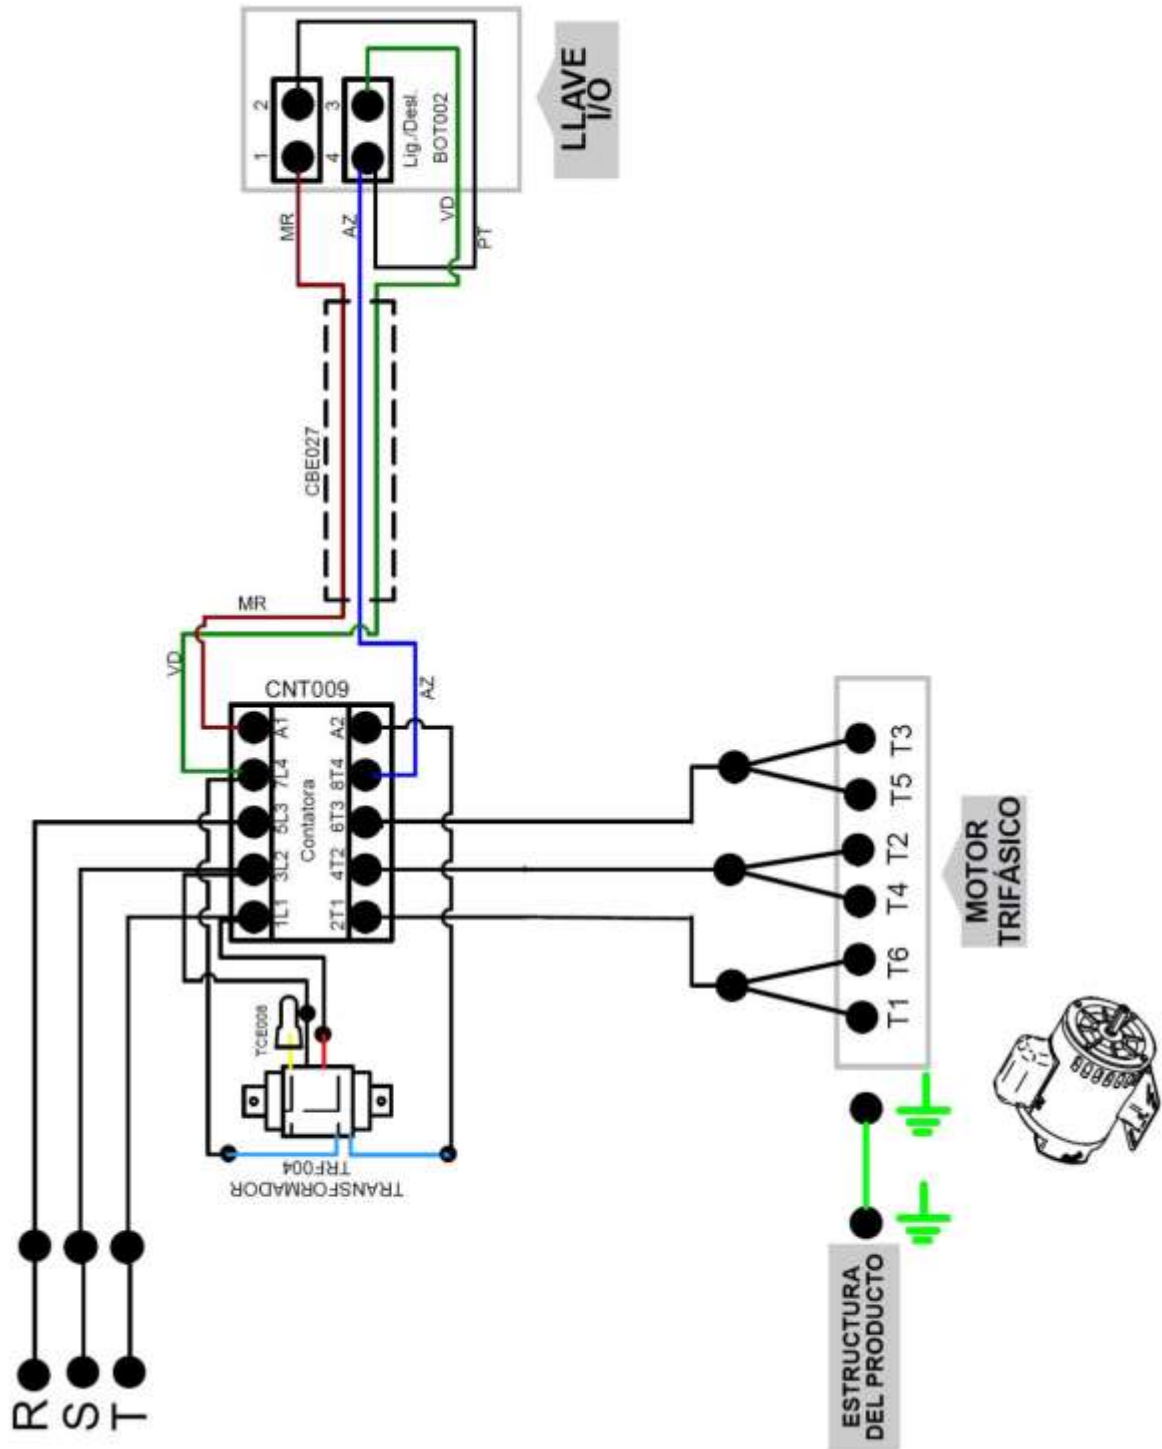 LLAVE
I/O
2
1
3
4
Lig./Desl.
BOT002
MR
AZ
VD
PT
CBE027
MR
VD
AZ
CNT009
A1
7L4
5L3
3L2
1L1
Contatora
A2
8T4
6T3
4T2
2T1
TCE008
TRANSFORMADOR
TRF004
T3
T5
T2
T4
T6
T1
MOTOR
TRIFÁSICO
ESTRUCTURA
DEL PRODUCTO
R
S
T